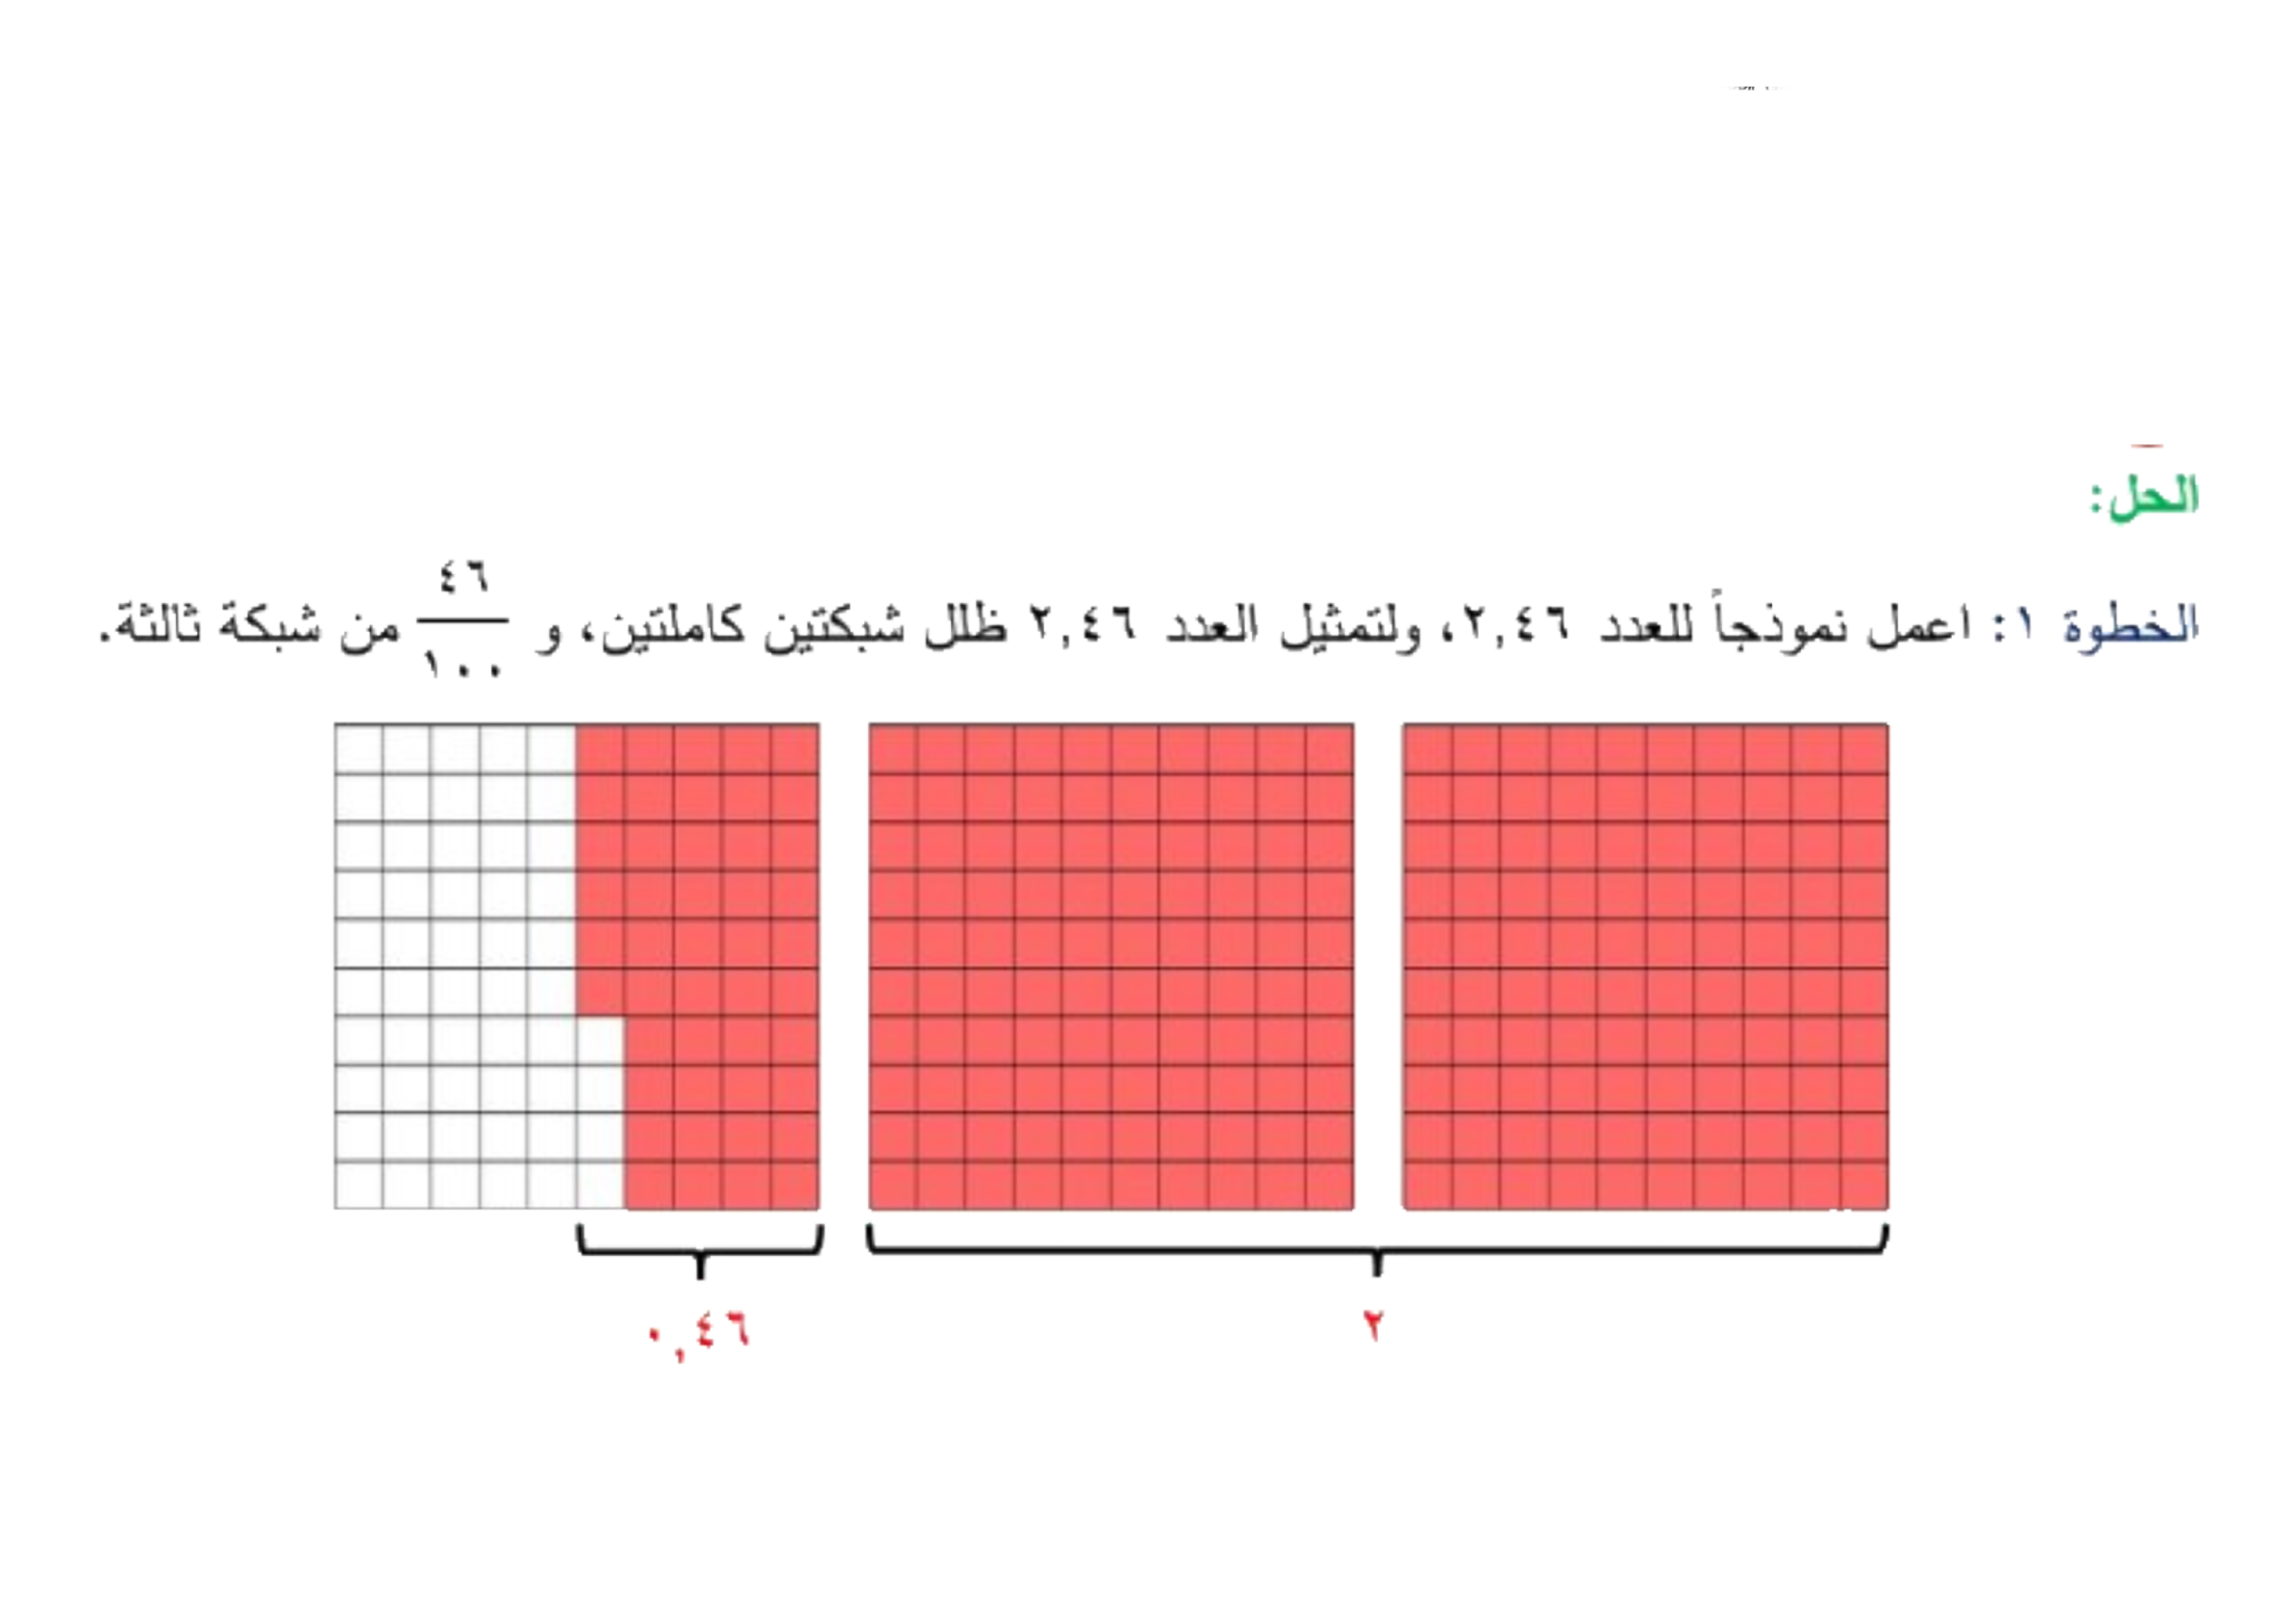 الحل:
الخطوة ١: اعمل نموذجاً للعدد ٢,٤٦، ولتمثيل العدد ٢,٤٦ ظلل شبكتين كاملتين، و ٤٦/١٠٠ من شبكة ثالثة.
٢
٠,٤٦